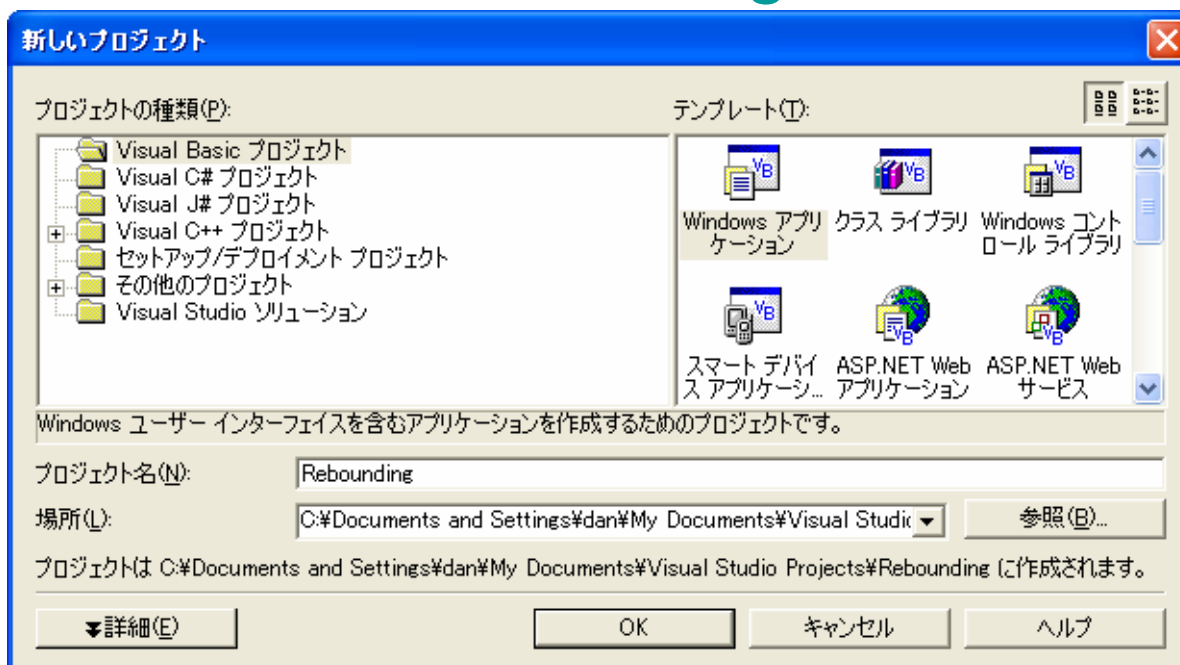 新しいプロジェクト
プロジェクトの種類(P):
テンプレート(T):
Visual Basic プロジェクト
Visual C# プロジェクト
Visual J# プロジェクト
Visual C++ プロジェクト
セットアップ/デプロイメント プロジェクト
その他のプロジェクト
Visual Studio ソリューション
Windows アプリ
ケーション
クラス ライブラリ
Windows コント
ロール ライブラリ
スマート デバイ
ス アプリケーシ...
ASP.NET Web
アプリケーション
ASP.NET Web
サービス
Windows ユーザー インターフェイスを含むアプリケーションを作成するためのプロジェクトです。
プロジェクト名(N):
Rebounding
場所(L):
C:¥Documents and Settings¥dan¥My Documents¥Visual Studic
参照(B)...
プロジェクトは C:¥Documents and Settings¥dan¥My Documents¥Visual Studio Projects¥Rebounding に作成されます。
詳細(E)
OK
キャンセル
ヘルプ